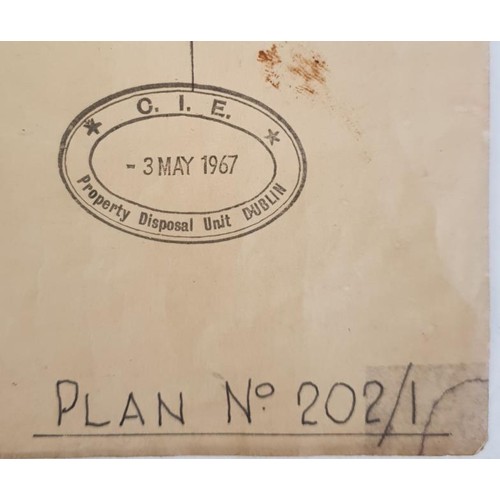 ★ C. I. E. ★
- 3 MAY 1967
Property Disposal Unit DUBLIN
PLAN Nº 202/1